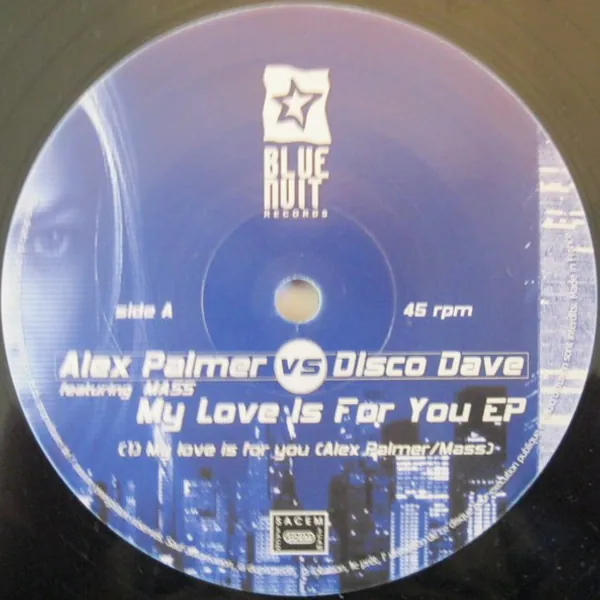 BLUE
NUIT
RECORDS
side A
45 rpm
Alex Palmer vs Disco Dave
featuring MASS
My Love Is For You EP
(1) My love is for you (Alex Palmer/Mass)
SACEM